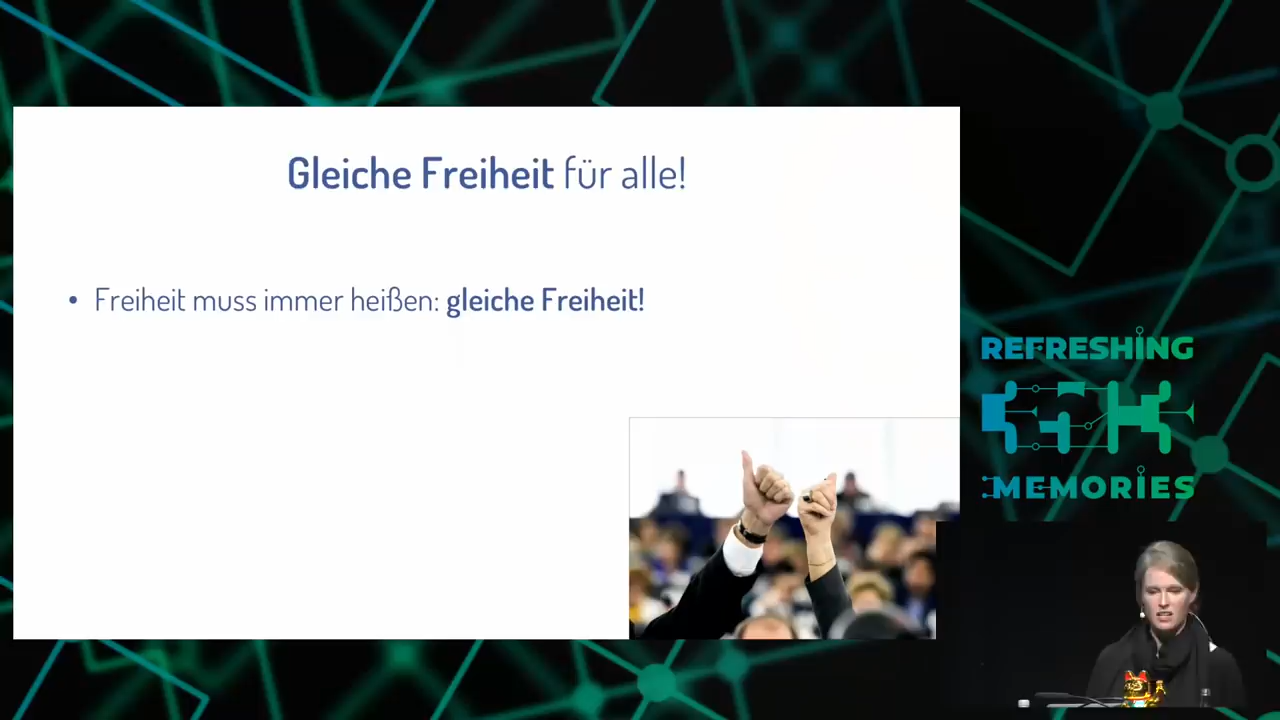 Gleiche Freiheit für alle!
• Freiheit muss immer heißen: gleiche Freiheit!
REFRESHING
MEMORIES